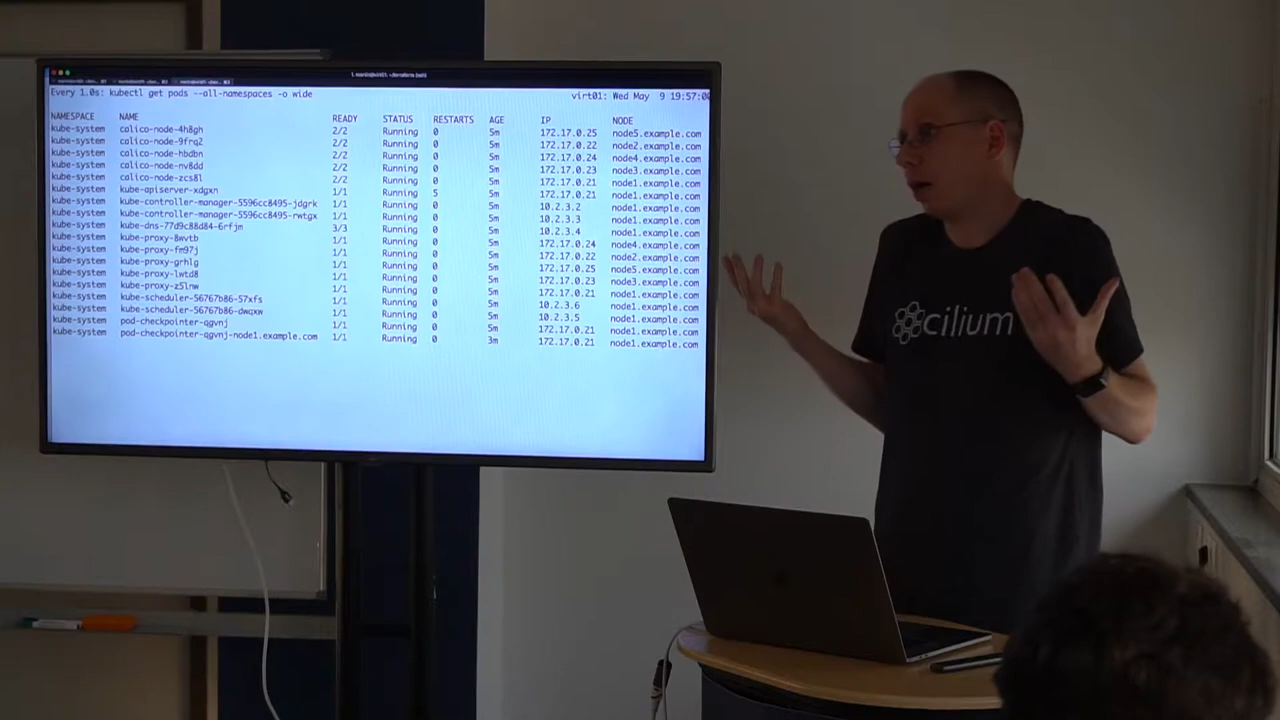 1. martin@virt01: ~/terraform (ssh)
Every 1.0s: kubectl get pods --all-namespaces -o wide virt01: Wed May 9 19:57:00
NAMESPACE NAME READY STATUS RESTARTS AGE IP NODE
kube-system calico-node-4h8gh 2/2 Running 0 5m 172.17.0.25 node5.example.com
kube-system calico-node-9frq2 2/2 Running 0 5m 172.17.0.22 node2.example.com
kube-system calico-node-hbdbn 2/2 Running 0 5m 172.17.0.24 node4.example.com
kube-system calico-node-nv8dd 2/2 Running 0 5m 172.17.0.23 node3.example.com
kube-system calico-node-zcs8l 2/2 Running 0 5m 172.17.0.21 node1.example.com
kube-system kube-apiserver-xdgxn 1/1 Running 5 5m 172.17.0.21 node1.example.com
kube-system kube-controller-manager-5596cc8495-jdgrk 1/1 Running 0 5m 10.2.3.2 node1.example.com
kube-system kube-controller-manager-5596cc8495-rwtgx 1/1 Running 0 5m 10.2.3.3 node1.example.com
kube-system kube-dns-77d9c88d84-6rfjm 3/3 Running 0 5m 10.2.3.4 node1.example.com
kube-system kube-proxy-8wvtb 1/1 Running 0 5m 172.17.0.24 node4.example.com
kube-system kube-proxy-fm97j 1/1 Running 0 5m 172.17.0.22 node2.example.com
kube-system kube-proxy-grhlg 1/1 Running 0 5m 172.17.0.25 node5.example.com
kube-system kube-proxy-lwtd8 1/1 Running 0 5m 172.17.0.23 node3.example.com
kube-system kube-proxy-z5lnw 1/1 Running 0 5m 172.17.0.21 node1.example.com
kube-system kube-scheduler-56767b86-57xfs 1/1 Running 0 5m 10.2.3.6 node1.example.com
kube-system kube-scheduler-56767b86-dwqxw 1/1 Running 0 5m 10.2.3.5 node1.example.com
kube-system pod-checkpointer-qgvnj 1/1 Running 0 5m 172.17.0.21 node1.example.com
kube-system pod-checkpointer-qgvnj-node1.example.com 1/1 Running 0 3m 172.17.0.21 node1.example.com
cilium